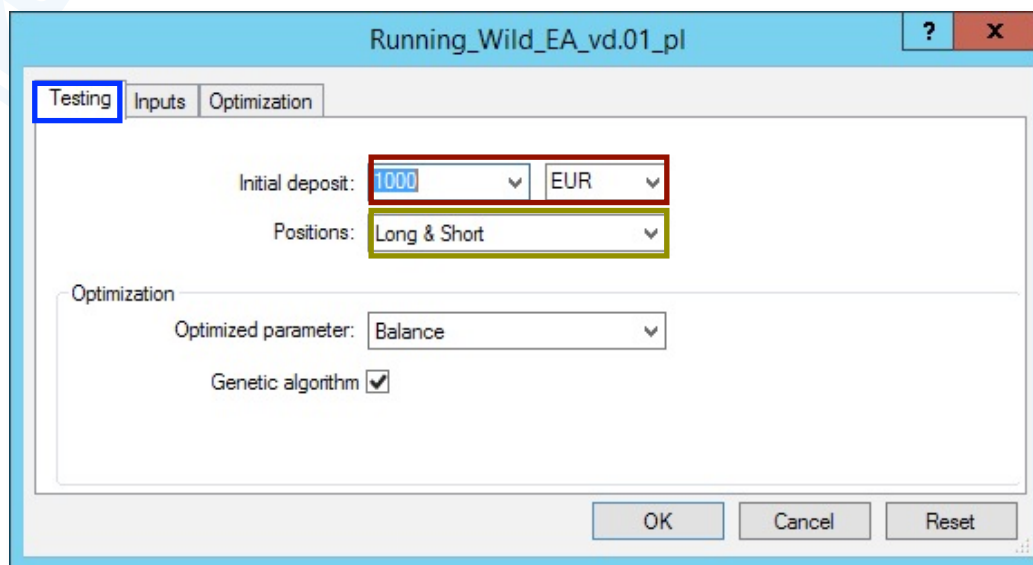 Running_Wild_EA_vd.01_pl ? x
Testing Inputs Optimization
Initial deposit: 1000 EUR
Positions: Long & Short
Optimization
Optimized parameter: Balance
Genetic algorithm
OK Cancel Reset